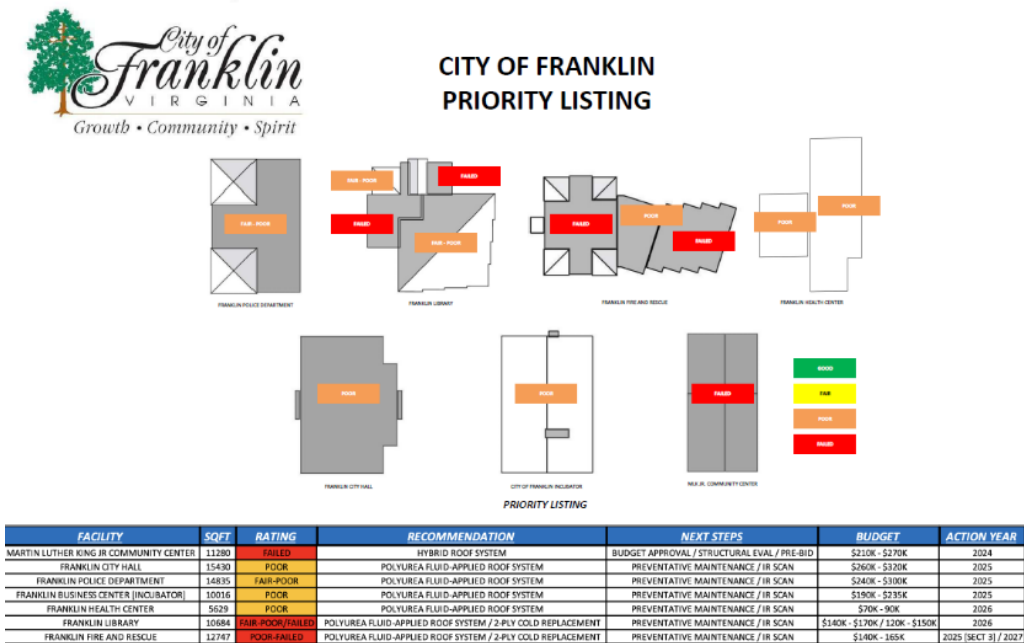 City of
Franklin
VIRGINIA
Growth • Community • Spirit
CITY OF FRANKLIN
PRIORITY LISTING
FAIR - POOR
FRANKLIN POLICE DEPARTMENT
FAIR - POOR
FAILED
FAILED
FAIR - POOR
FRANKLIN LIBRARY
FAILED
POOR
FAILED
FRANKLIN FIRE AND RESCUE
POOR
POOR
FRANKLIN HEALTH CENTER
POOR
FRANKLIN CITY HALL
POOR
CITY OF FRANKLIN INCUBATOR
FAILED
MLK JR. COMMUNITY CENTER
GOOD
FAIR
POOR
FAILED
PRIORITY LISTING
FACILITY SQFT RATING RECOMMENDATION NEXT STEPS BUDGET ACTION YEAR
MARTIN LUTHER KING JR COMMUNITY CENTER 11280 FAILED HYBRID ROOF SYSTEM BUDGET APPROVAL / STRUCTURAL EVAL / PRE-BID $210K - $270K 2024
FRANKLIN CITY HALL 15430 POOR POLYUREA FLUID-APPLIED ROOF SYSTEM PREVENTATIVE MAINTENANCE / IR SCAN $260K - $320K 2025
FRANKLIN POLICE DEPARTMENT 14835 FAIR-POOR POLYUREA FLUID-APPLIED ROOF SYSTEM PREVENTATIVE MAINTENANCE / IR SCAN $240K - $300K 2025
FRANKLIN BUSINESS CENTER [INCUBATOR] 10016 POOR POLYUREA FLUID-APPLIED ROOF SYSTEM PREVENTATIVE MAINTENANCE / IR SCAN $190K - $235K 2025
FRANKLIN HEALTH CENTER 5629 POOR POLYUREA FLUID-APPLIED ROOF SYSTEM PREVENTATIVE MAINTENANCE / IR SCAN $70K - 90K 2026
FRANKLIN LIBRARY 10684 FAIR-POOR/FAILED POLYUREA FLUID-APPLIED ROOF SYSTEM / 2-PLY COLD REPLACEMENT PREVENTATIVE MAINTENANCE / IR SCAN $140K - $170K / 120K - $150K 2026
FRANKLIN FIRE AND RESCUE 12747 POOR-FAILED POLYUREA FLUID-APPLIED ROOF SYSTEM / 2-PLY COLD REPLACEMENT PREVENTATIVE MAINTENANCE / IR SCAN $140K - 165K 2025 [SECT 3] / 2027